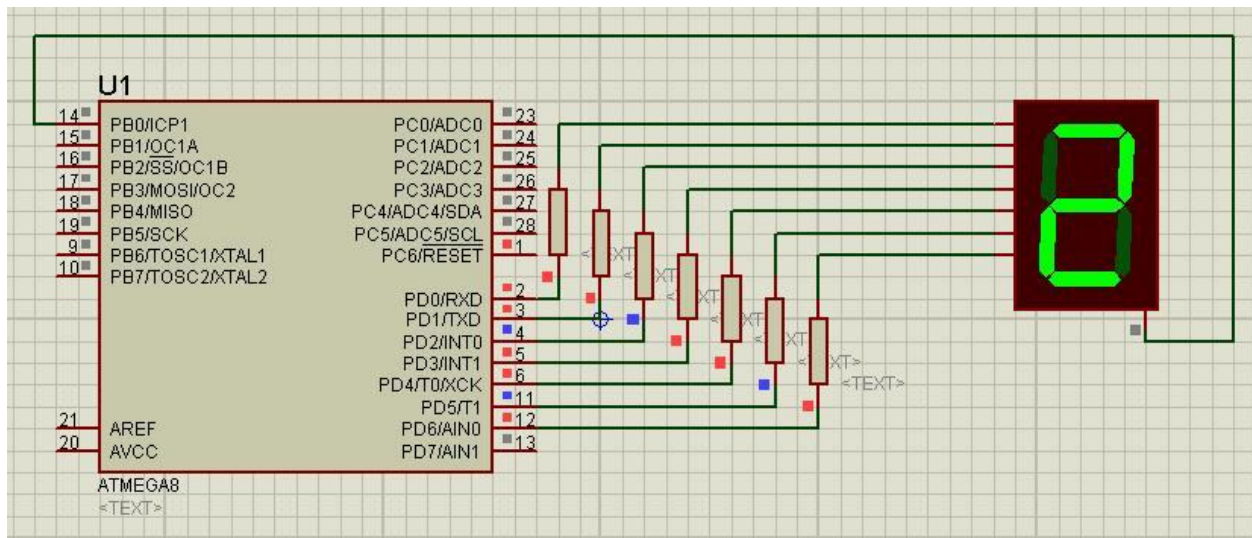 U1
14 PB0/ICP1 PC0/ADC0 23
15 PB1/OC1A PC1/ADC1 24
16 PB2/SS/OC1B PC2/ADC2 25
17 PB3/MOSI/OC2 PC3/ADC3 26
18 PB4/MISO PC4/ADC4/SDA 27
19 PB5/SCK PC5/ADC5/SCL 28
9 PB6/TOSC1/XTAL1 PC6/RESET 1
10 PB7/TOSC2/XTAL2
PD0/RXD 2
PD1/TXD 3
PD2/INT0 4
PD3/INT1 5
PD4/T0/XCK 6
PD5/T1 11
21 AREF PD6/AIN0 12
20 AVCC PD7/AIN1 13
ATMEGA8
<TEXT>
<TEXT>
2